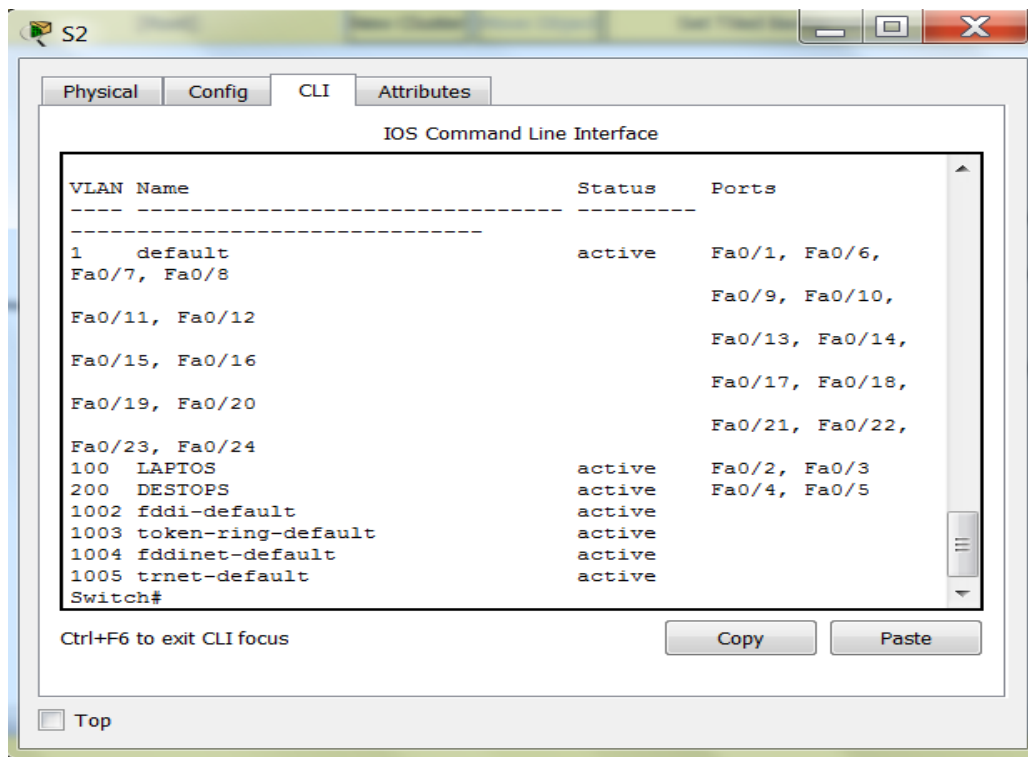 S2
Physical Config CLI Attributes
IOS Command Line Interface
VLAN Name Status Ports
---- -------------------------------- ---------
-------------------------------
1 default active Fa0/1, Fa0/6,
Fa0/7, Fa0/8
Fa0/9, Fa0/10,
Fa0/11, Fa0/12
Fa0/13, Fa0/14,
Fa0/15, Fa0/16
Fa0/17, Fa0/18,
Fa0/19, Fa0/20
Fa0/21, Fa0/22,
Fa0/23, Fa0/24
100 LAPTOS active Fa0/2, Fa0/3
200 DESTOPS active Fa0/4, Fa0/5
1002 fddi-default active
1003 token-ring-default active
1004 fddinet-default active
1005 trnet-default active
Switch#
Ctrl+F6 to exit CLI focus Copy Paste
Top